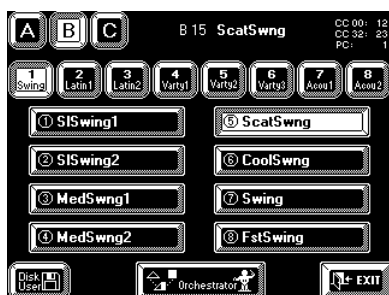 A B C B 15 ScatSwng CC 00: 12
CC 32: 23
PC: 1
1 2 3 4 5 6 7 8
Swing Latin1 Latin2 Varty1 Varty2 Varty3 Acou1 Acou2
① SlSwing1 ⑤ ScatSwng
② SlSwing2 ⑥ CoolSwng
③ MedSwng1 ⑦ Swing
④ MedSwng2 ⑧ FstSwing
Disk
User Orchestrator EXIT